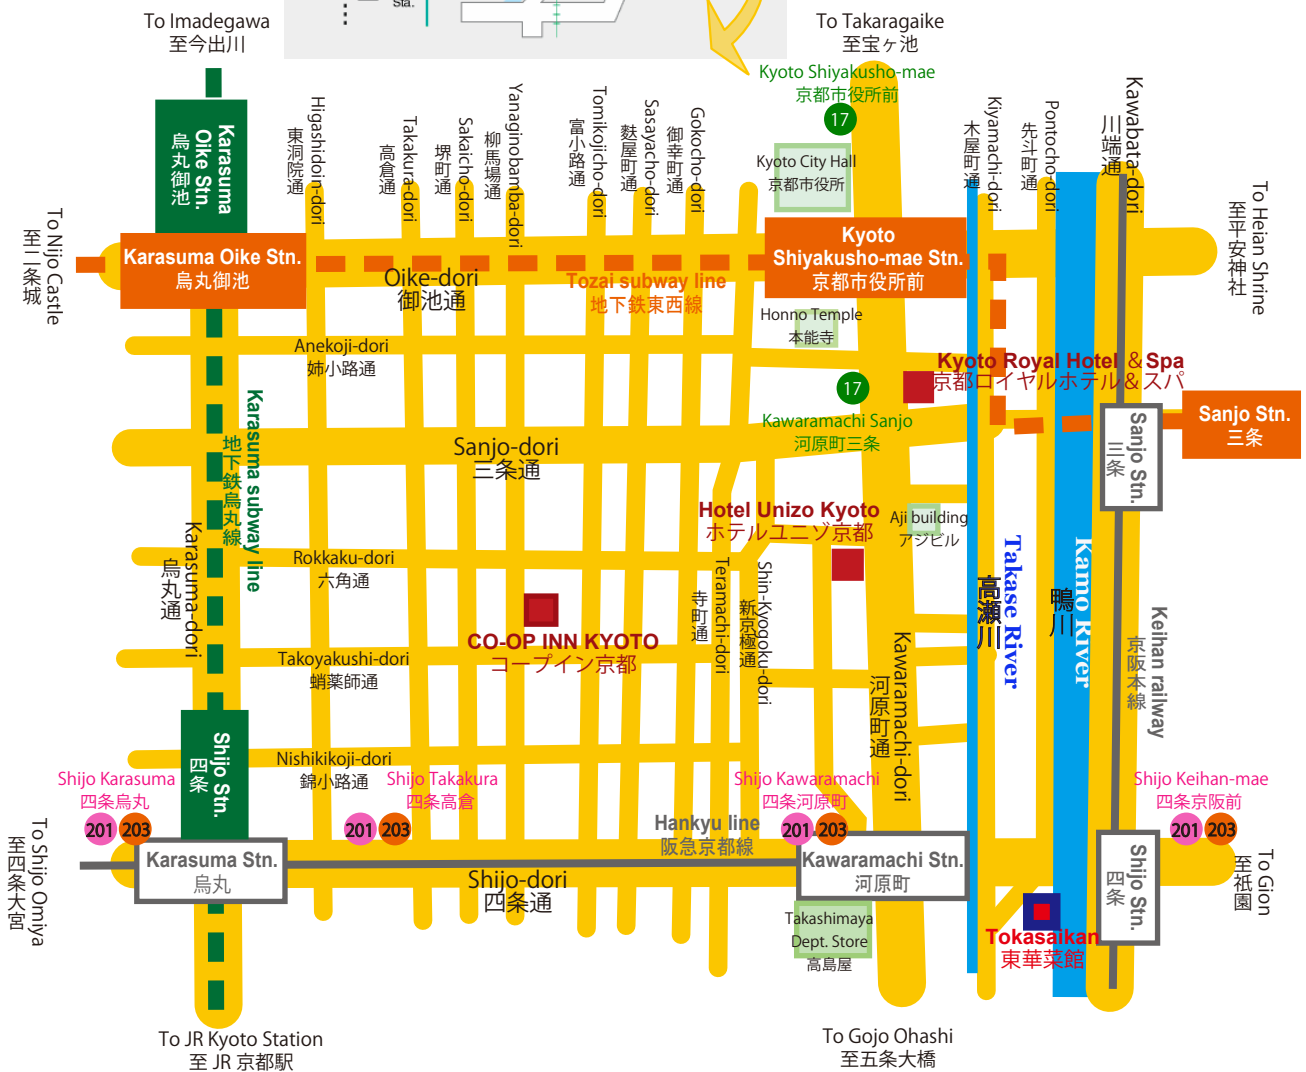 Sta.
To Imadegawa
至今出川
To Takaragaike
至宝ヶ池
Kyoto Shiyakusho-mae
京都市役所前
17
Karasuma
Oike Stn.
烏丸御池
Higashidoin-dori
東洞院通
Takakura-dori
高倉通
Sakaicho-dori
堺町通
Yanaginobamba-dori
柳馬場通
Tomikojicho-dori
富小路通
Sasayacho-dori
麩屋町通
Gokocho-dori
御幸町通
Kyoto City Hall
京都市役所
Kiyamachi-dori
木屋町通
Pontocho-dori
先斗町通
Kawabata-dori
川端通
To Nijo Castle
至二条城
Karasuma Oike Stn.
烏丸御池
Oike-dori
御池通
Tozai subway line
地下鉄東西線
Kyoto
Shiyakusho-mae Stn.
京都市役所前
To Heian Shrine
至平安神社
Honno Temple
本能寺
Anekoji-dori
姉小路通
Kyoto Royal Hotel & Spa
京都ロイヤルホテル＆スパ
17
Kawaramachi Sanjo
河原町三条
Sanjo Stn.
三条
Sanjo Stn.
三条
Karasuma subway line
地下鉄烏丸線
Sanjo-dori
三条通
Hotel Unizo Kyoto
ホテルユニゾ京都
Aji building
アジビル
Karasuma-dori
烏丸通
Rokkaku-dori
六角通
Teramachi-dori
寺町通
Shin-Kyogoku-dori
新京極通
Takase River
高瀬川
Kamo River
鴨川
Keihan railway
京阪本線
CO-OP INN KYOTO
コープイン京都
Takoyakushi-dori
蛸薬師通
Kawaramachi-dori
河原町通
Shijo Stn.
四条
Nishikikoji-dori
錦小路通
Shijo Karasuma
四条烏丸
201 203
Shijo Takakura
四条高倉
201 203
Shijo Kawaramachi
四条河原町
201 203
Shijo Keihan-mae
四条京阪前
201 203
Hankyu line
阪急京都線
To Shijo Omiya
至四条大宮
Karasuma Stn.
烏丸
Shijo-dori
四条通
Kawaramachi Stn.
河原町
Shijo Stn.
四条
To Gion
至祇園
Takashimaya
Dept. Store
高島屋
Tokasaikan
東華菜館
To JR Kyoto Station
至 JR 京都駅
To Gojo Ohashi
至五条大橋